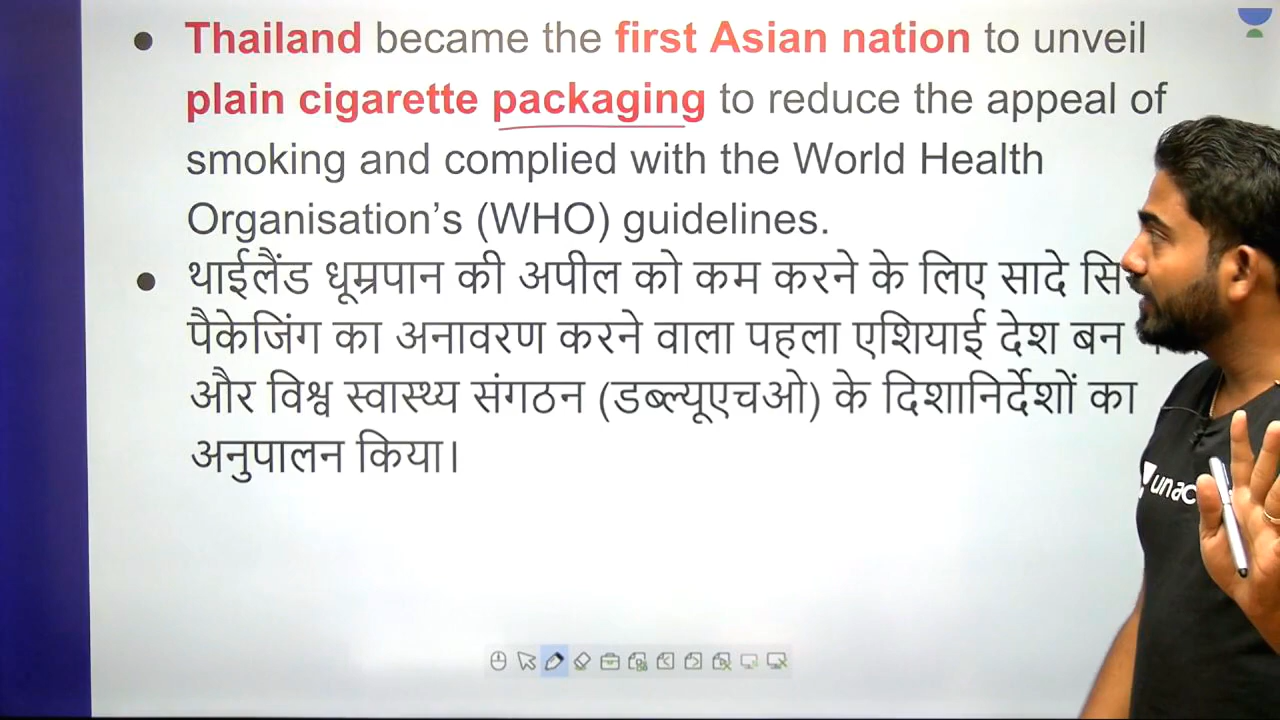 Thailand became the first Asian nation to unveil
plain cigarette packaging to reduce the appeal of
smoking and complied with the World Health
Organisation's (WHO) guidelines.
थाईलैंड धूम्रपान की अपील को कम करने के लिए सादे
पैकेजिंग का अनावरण करने वाला पहला एशियाई देश बन
और विश्व स्वास्थ्य संगठन (डब्ल्यूएचओ) के दिशानिर्देशों का
अनुपालन किया।
unac